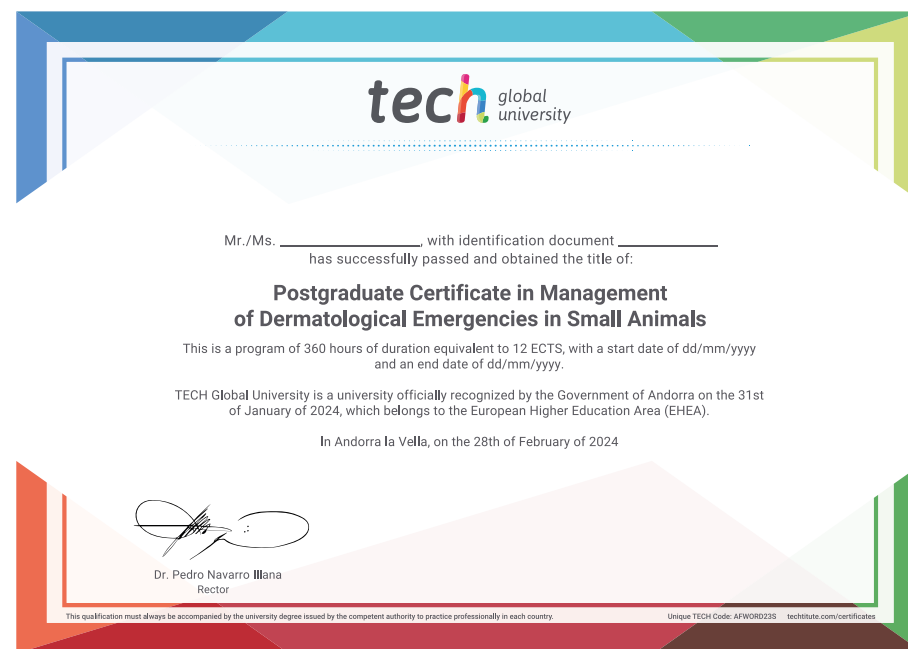 tech global university
Mr./Ms. ____________, with identification document ____________
has successfully passed and obtained the title of:
Postgraduate Certificate in Management
of Dermatological Emergencies in Small Animals
This is a program of 360 hours of duration equivalent to 12 ECTS, with a start date of dd/mm/yyyy
and an end date of dd/mm/yyyy.
TECH Global University is a university officially recognized by the Government of Andorra on the 31st
of January of 2024, which belongs to the European Higher Education Area (EHEA).
In Andorra la Vella, on the 28th of February of 2024
Dr. Pedro Navarro Illana
Rector
This qualification must always be accompanied by the university degree issued by the competent authority to practice professionally in each country.
Unique TECH Code: AFWORD23S techtitute.com/certificates